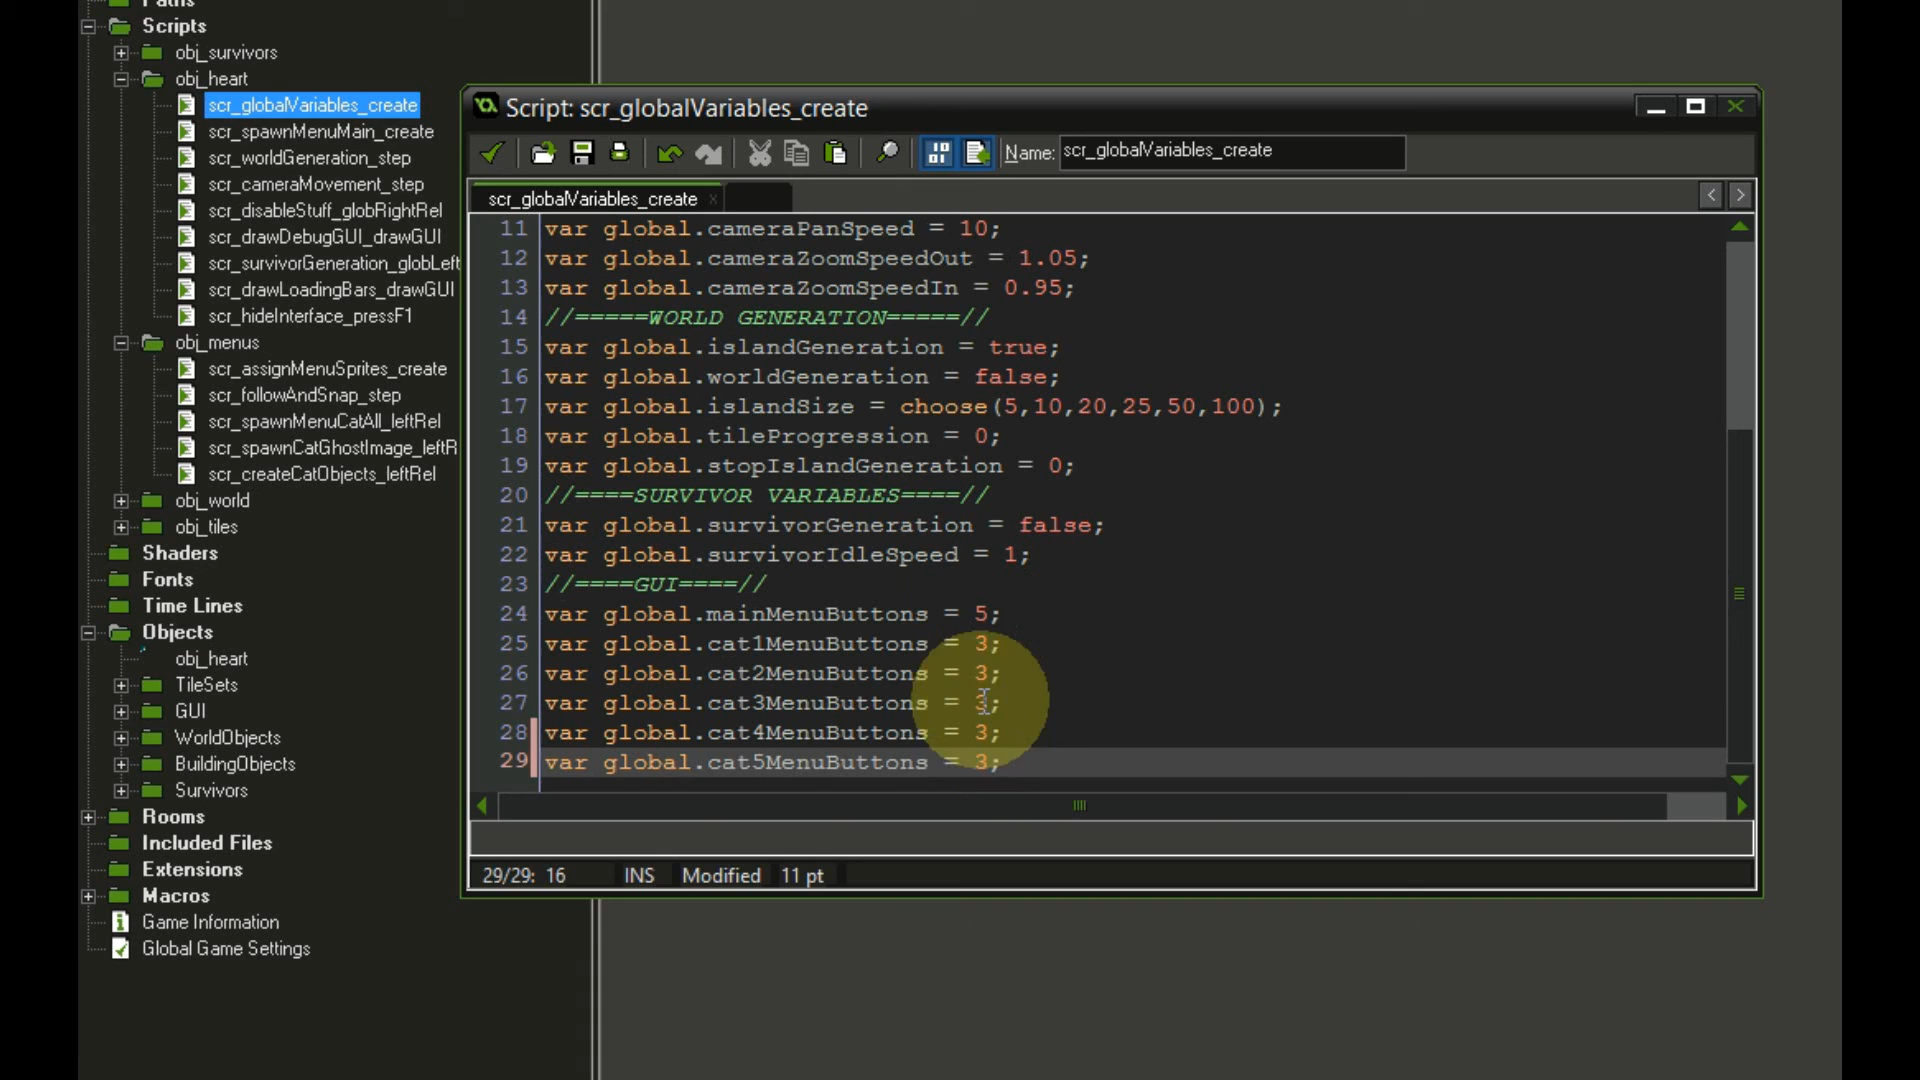 Paths
Scripts
obj_survivors
obj_heart
scr_globalVariables_create
scr_spawnMenuMain_create
scr_worldGeneration_step
scr_cameraMovement_step
scr_disableStuff_globRightRel
scr_drawDebugGUI_drawGUI
scr_survivorGeneration_globLeft
scr_drawLoadingBars_drawGUI
scr_hideInterface_pressF1
obj_menus
scr_assignMenuSprites_create
scr_followAndSnap_step
scr_spawnMenuCatAll_leftRel
scr_spawnCatGhostImage_leftR
scr_createCatObjects_leftRel
obj_world
obj_tiles
Shaders
Fonts
Time Lines
Objects
obj_heart
TileSets
GUI
WorldObjects
BuildingObjects
Survivors
Rooms
Included Files
Extensions
Macros
Game Information
Global Game Settings
Script: scr_globalVariables_create
Name: scr_globalVariables_create
scr_globalVariables_create
11 var global.cameraPanSpeed = 10;
12 var global.cameraZoomSpeedOut = 1.05;
13 var global.cameraZoomSpeedIn = 0.95;
14 //=====WORLD GENERATION=====//
15 var global.islandGeneration = true;
16 var global.worldGeneration = false;
17 var global.islandSize = choose(5,10,20,25,50,100);
18 var global.tileProgression = 0;
19 var global.stopIslandGeneration = 0;
20 //====SURVIVOR VARIABLES====//
21 var global.survivorGeneration = false;
22 var global.survivorIdleSpeed = 1;
23 //====GUI====//
24 var global.mainMenuButtons = 5;
25 var global.cat1MenuButtons = 3;
26 var global.cat2MenuButtons = 3;
27 var global.cat3MenuButtons = 3;
28 var global.cat4MenuButtons = 3;
29 var global.cat5MenuButtons = 3;
29/29: 16 INS Modified 11 pt